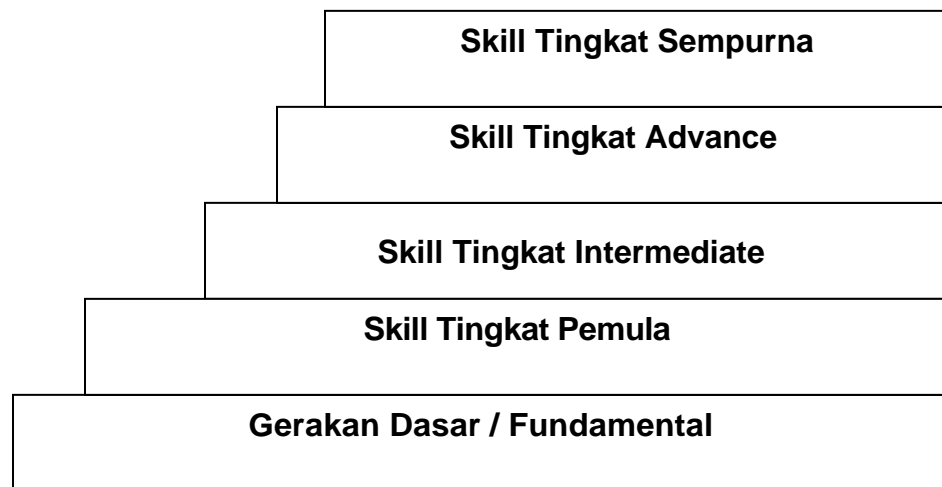 Skill Tingkat Sempurna
Skill Tingkat Advance
Skill Tingkat Intermediate
Skill Tingkat Pemula
Gerakan Dasar / Fundamental